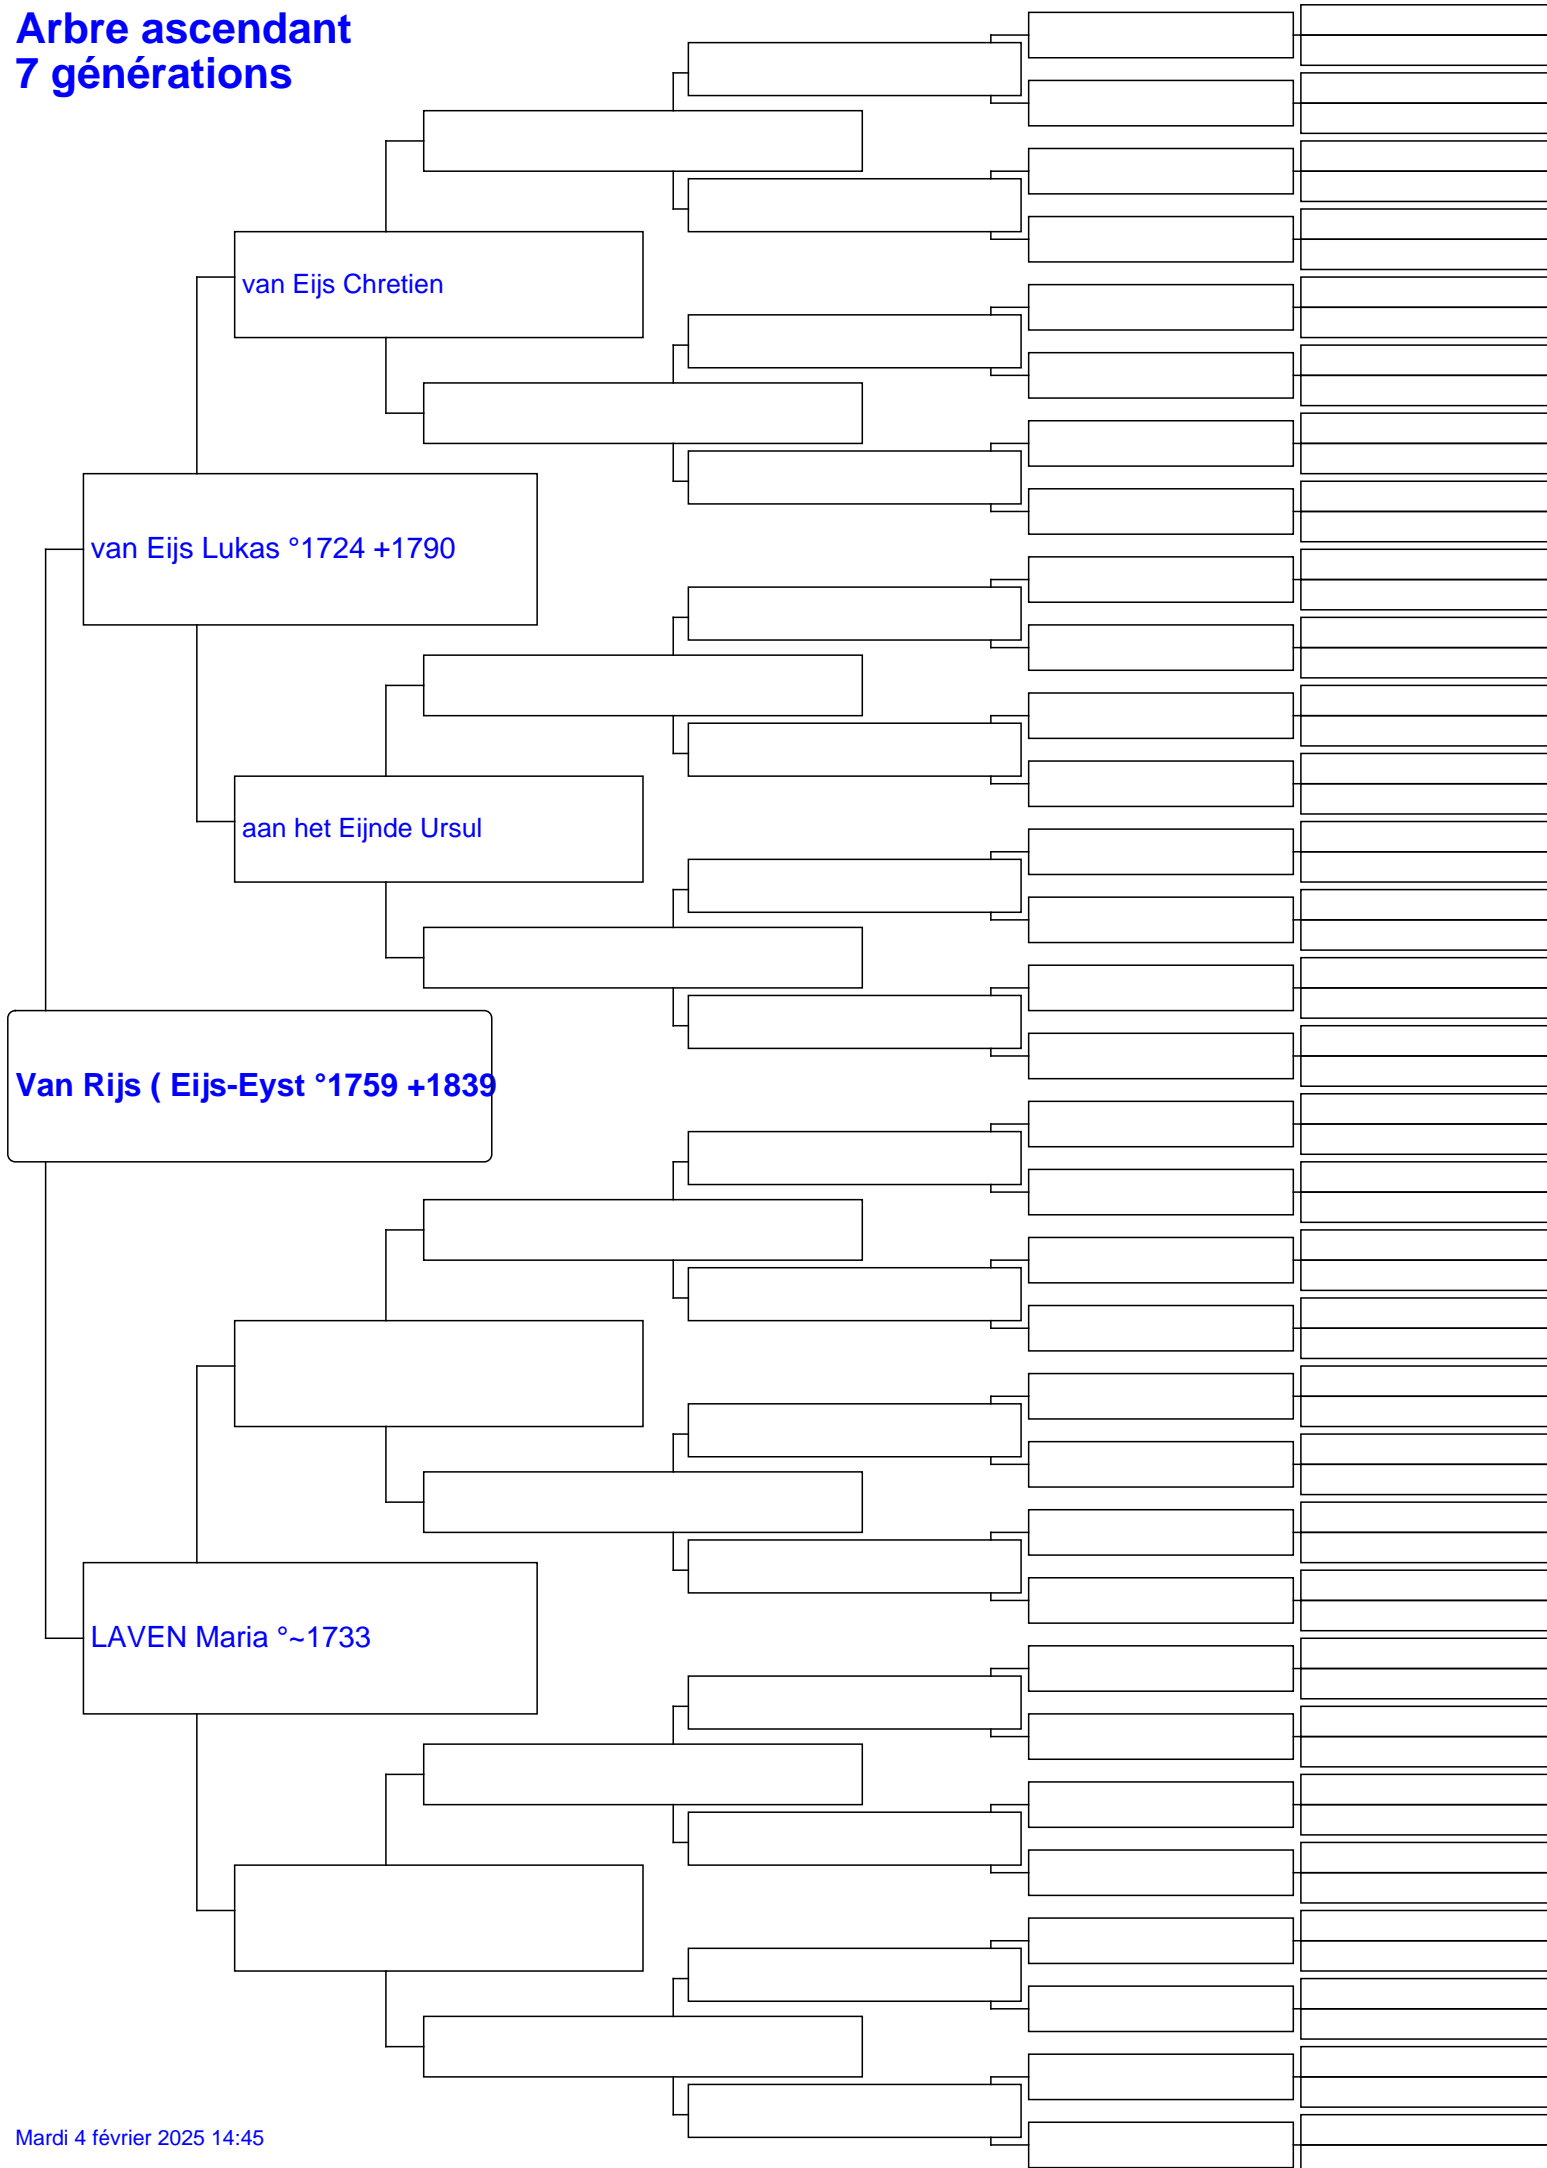 Arbre ascendant
7 générations
van Eijs Chretien
van Eijs Lukas °1724 +1790
aan het Eijnde Ursul
Van Rijs ( Eijs-Eyst °1759 +1839
LAVEN Maria °~1733
Mardi 4 février 2025 14:45